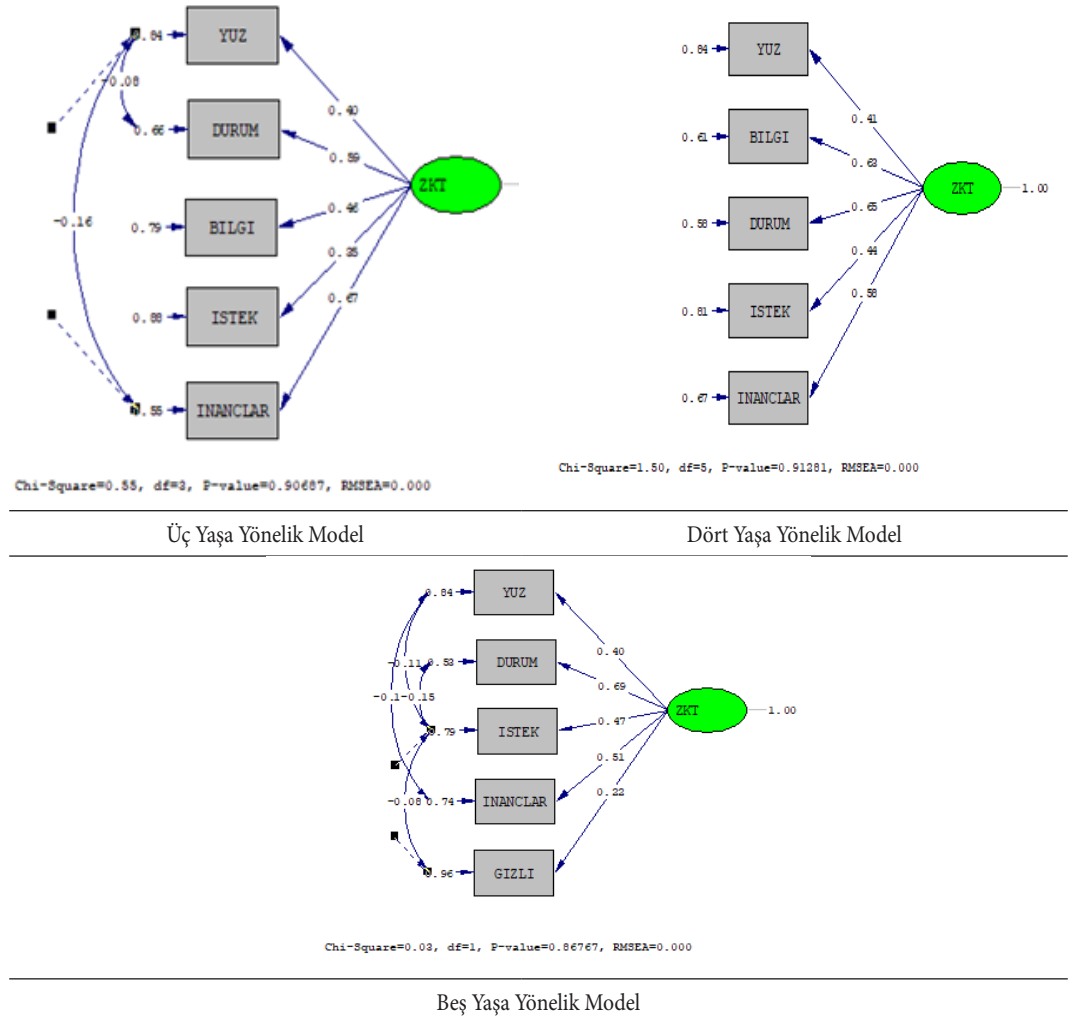 0.84
YUZ
-0.08
0.40
0.66
DURUM
0.59
ZKT
-0.16
0.79
BILGI
0.46
0.35
0.88
ISTEK
0.67
0.55
INANCLAR
Chi-Square=0.55, df=3, P-value=0.90687, RMSEA=0.000
0.84
YUZ
0.41
0.61
BILGI
0.63
ZKT
1.00
0.65
0.58
DURUM
0.44
0.58
0.81
ISTEK
0.67
INANCLAR
Chi-Square=1.50, df=5, P-value=0.91281, RMSEA=0.000
Üç Yaşa Yönelik Model
Dört Yaşa Yönelik Model
0.84
YUZ
0.40
-0.11
0.53
DURUM
0.69
-0.1
-0.15
ZKT
1.00
0.79
ISTEK
0.47
0.51
-0.08
0.74
INANCLAR
0.22
0.96
GIZLI
Chi-Square=0.03, df=1, P-value=0.86767, RMSEA=0.000
Beş Yaşa Yönelik Model